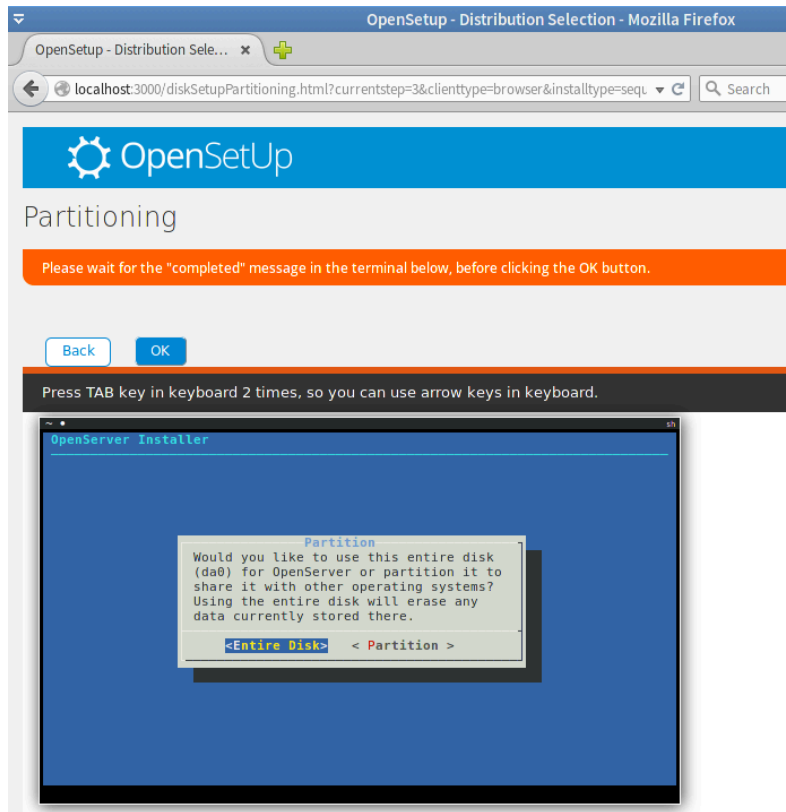 OpenSetup - Distribution Selection - Mozilla Firefox
OpenSetup - Distribution Sele...
localhost:3000/diskSetupPartitioning.html?currentstep=3&clienttype=browser&installtype=sequ
Search
OpenSetUp
Partitioning
Please wait for the "completed" message in the terminal below, before clicking the OK button.
Back OK
Press TAB key in keyboard 2 times, so you can use arrow keys in keyboard.
~ • sh
OpenServer Installer
Partition
Would you like to use this entire disk
(da0) for OpenServer or partition it to
share it with other operating systems?
Using the entire disk will erase any
data currently stored there.
<Entire Disk> < Partition >